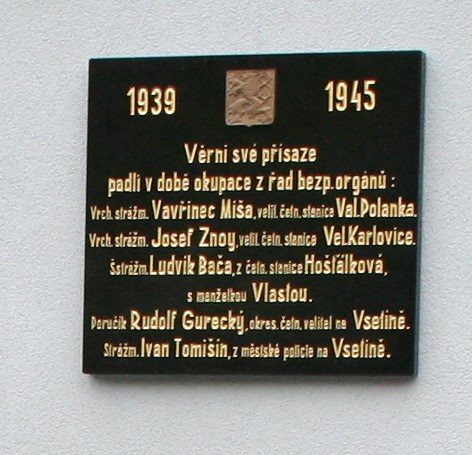 1939 1945
Věrni své přísaze
padli v době okupace z řad bezp.orgánů :
Vrch. strážm. Vavřinec Miša, velit. četn. stanice Val.Polanka.
Vrch. strážm. Josef Znoy, velit. četn. stanice Vel.Karlovice.
Šstrážm. Ludvík Bača, z četn. stanice Hošťálková,
s manželkou Vlastou.
Poručík Rudolf Gurecký, okres. četn. velitel na Vsetíně.
Strážm. Ivan Tomišin, z městské policie na Vsetíně.